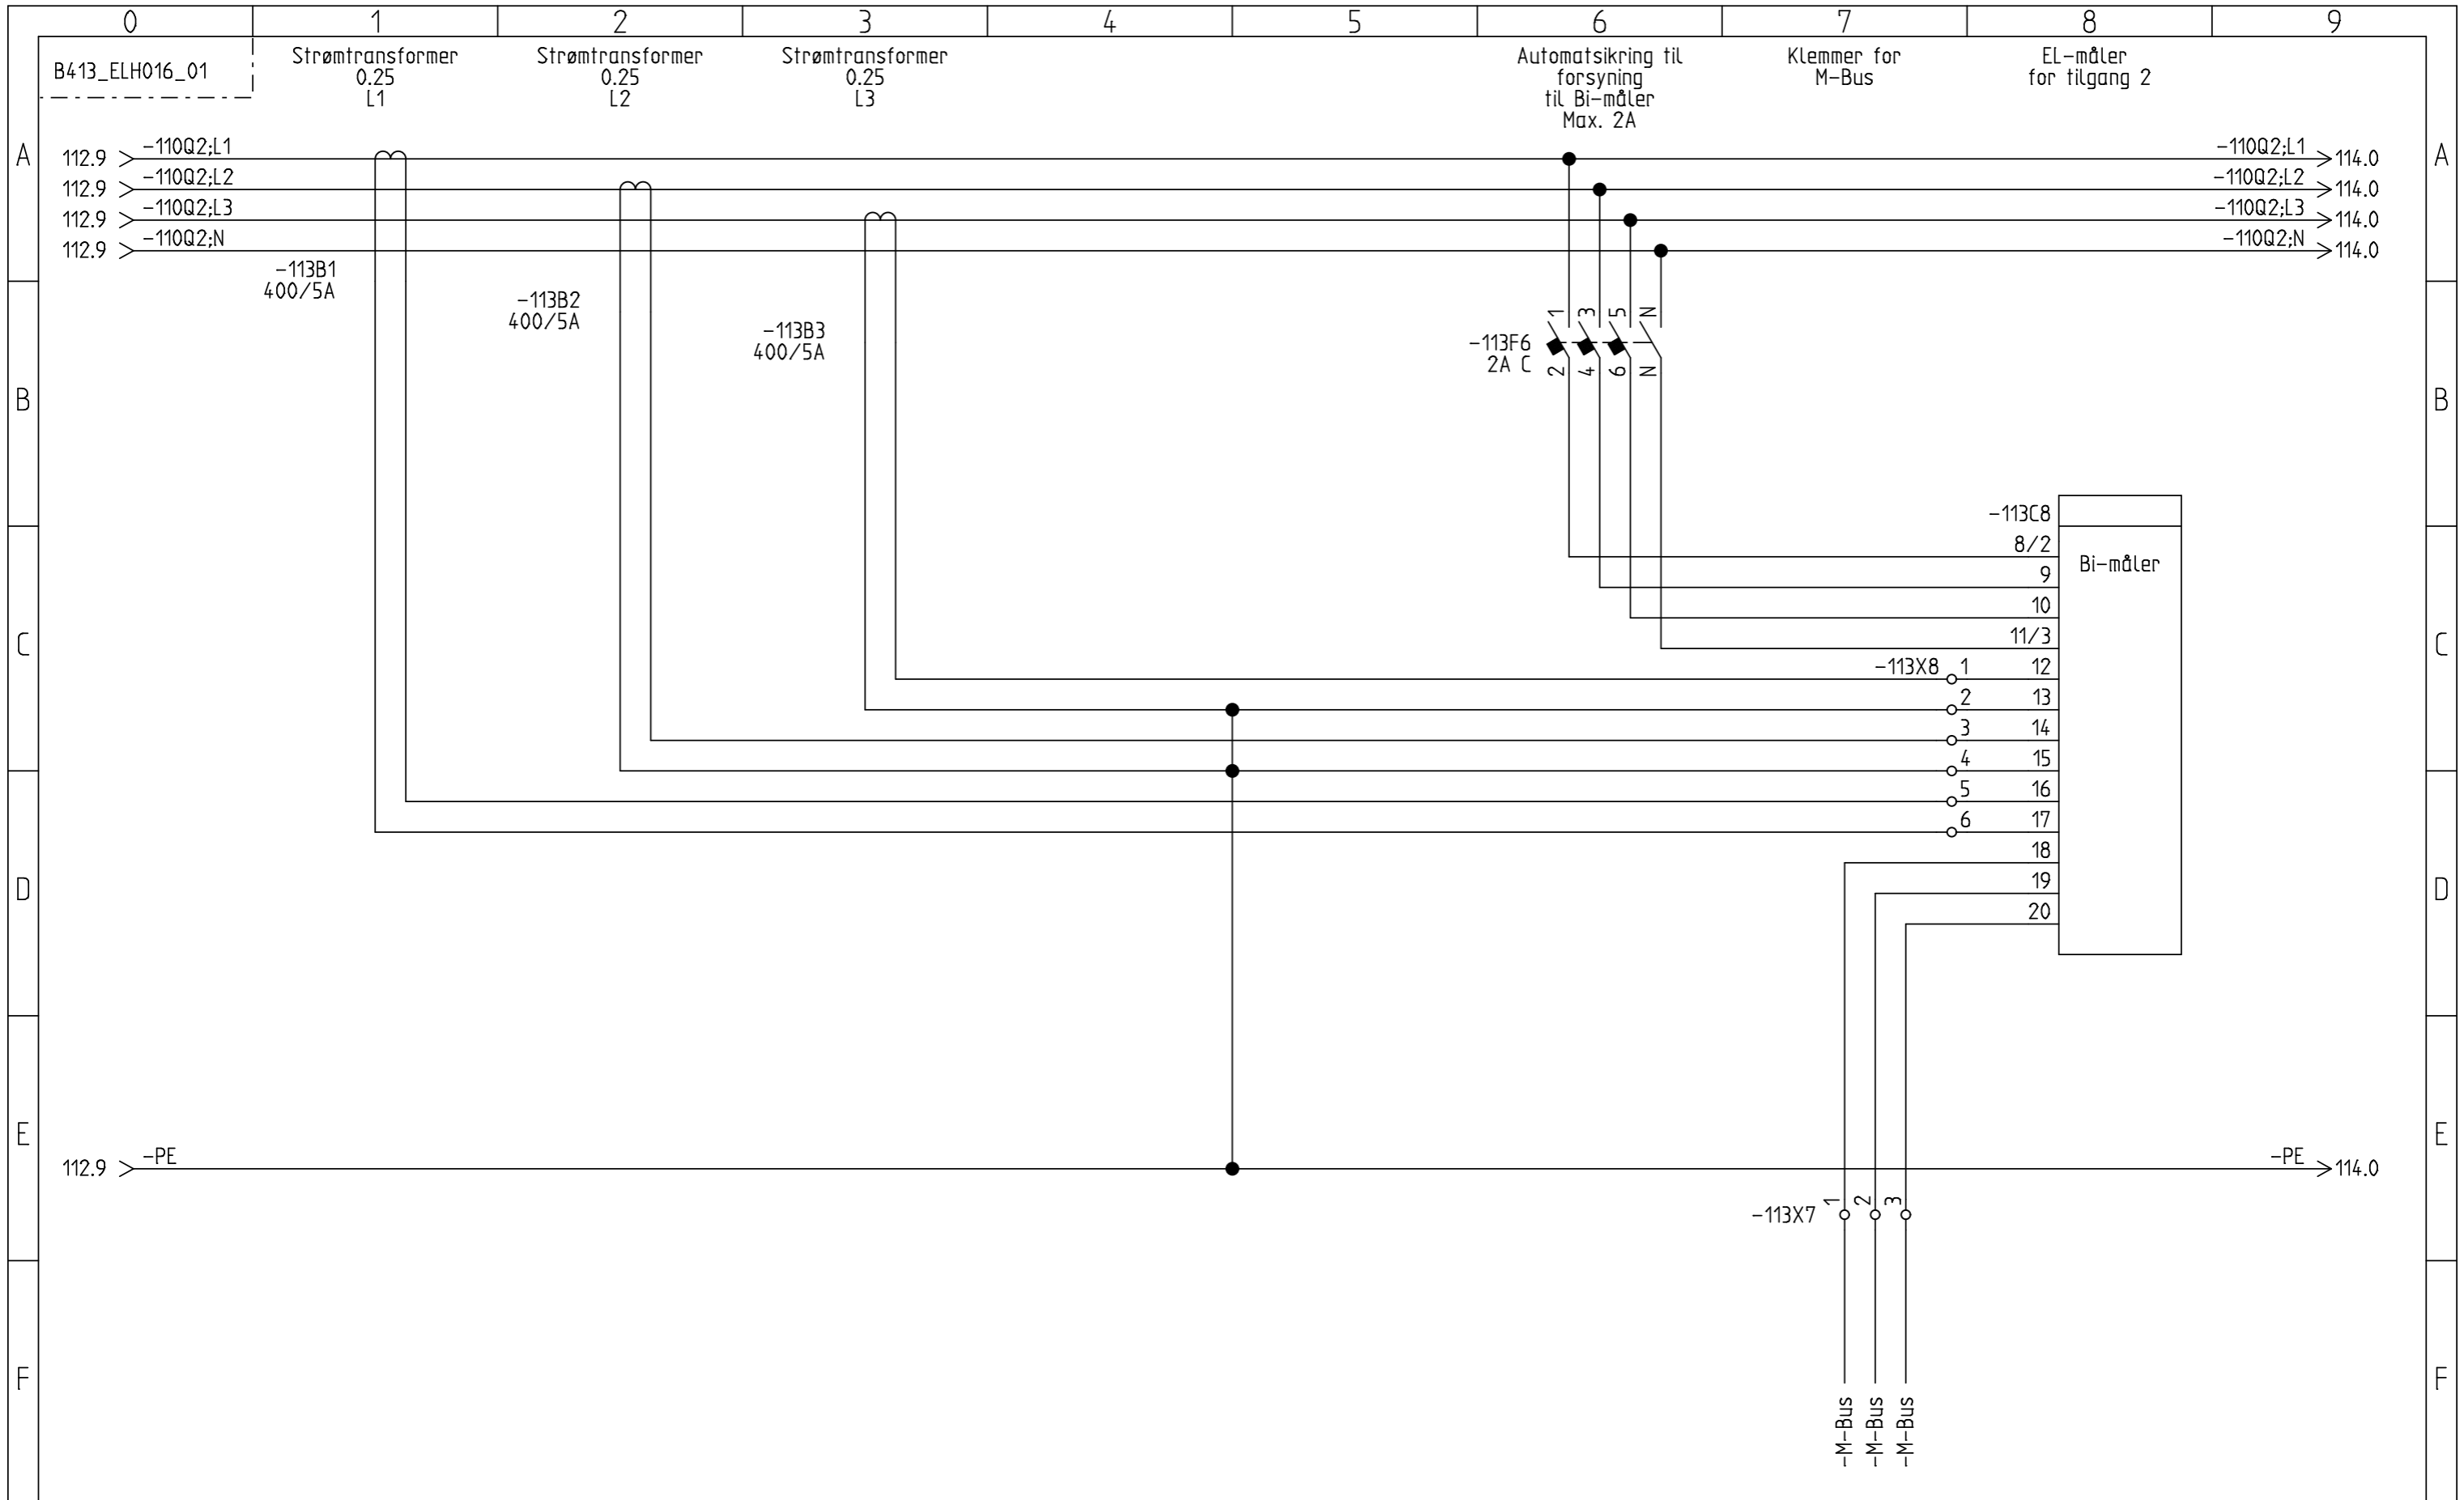 0 1 2 3 4 5 6 7 8 9
B413_ELH016_01
Strømtransformer
0.25
L1
Strømtransformer
0.25
L2
Strømtransformer
0.25
L3
Automatsikring til
forsyning
til Bi-måler
Max. 2A
Klemmer for
M-Bus
EL-måler
for tilgang 2
A A
112.9 -110Q2;L1 -110Q2;L1 114.0
112.9 -110Q2;L2 -110Q2;L2 114.0
112.9 -110Q2;L3 -110Q2;L3 114.0
112.9 -110Q2;N -110Q2;N 114.0
-113B1
400/5A
-113B2
400/5A
-113B3
400/5A
1 3 5 N
-113F6
2A C
2 4 6 N
B B
-113C8
Bi-måler
8/2
9
10
11/3
C C
-113X8 1 12
2 13
3 14
4 15
5 16
6 17
18
19
20
D D
E E
112.9 -PE -PE 114.0
-113X7 1 2 3
F F
-M-Bus
-M-Bus
-M-Bus